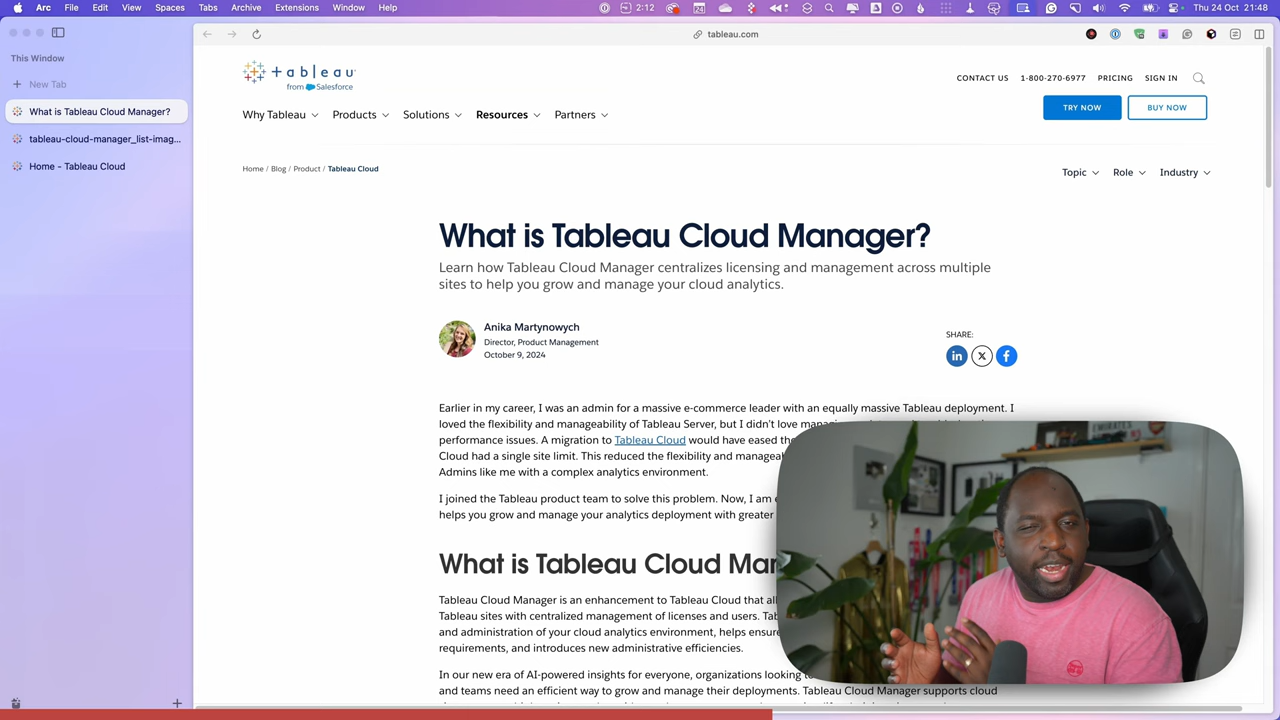 Arc File Edit View Spaces Tabs Archive Extensions Window Help 2:12 Thu 24 Oct 21:48
This Window
New Tab
What is Tableau Cloud Manager?
tableau-cloud-manager_list-imag...
Home - Tableau Cloud
tableau.com
tableau
from Salesforce
CONTACT US 1-800-270-6977 PRICING SIGN IN
TRY NOW BUY NOW
Why Tableau Products Solutions Resources Partners
Home / Blog / Product / Tableau Cloud
Topic Role Industry
What is Tableau Cloud Manager?
Learn how Tableau Cloud Manager centralizes licensing and management across multiple
sites to help you grow and manage your cloud analytics.
Anika Martynowych
Director, Product Management
October 9, 2024
SHARE:
Earlier in my career, I was an admin for a massive e-commerce leader with an equally massive Tableau deployment. I
loved the flexibility and manageability of Tableau Server, but I didn't love
performance issues. A migration to Tableau Cloud would have eased
Cloud had a single site limit. This reduced the flexibility and
Admins like me with a complex analytics environment.
I joined the Tableau product team to solve this problem. Now, I am
helps you grow and manage your analytics deployment with greater
What is Tableau Cloud
Tableau Cloud Manager is an enhancement to Tableau Cloud that
Tableau sites with centralized management of licenses and users.
and administration of your cloud analytics environment, helps
requirements, and introduces new administrative efficiencies.
In our new era of AI-powered insights for everyone, organizations looking
and teams need an efficient way to grow and manage their deployments. Tableau Cloud Manager supports cloud